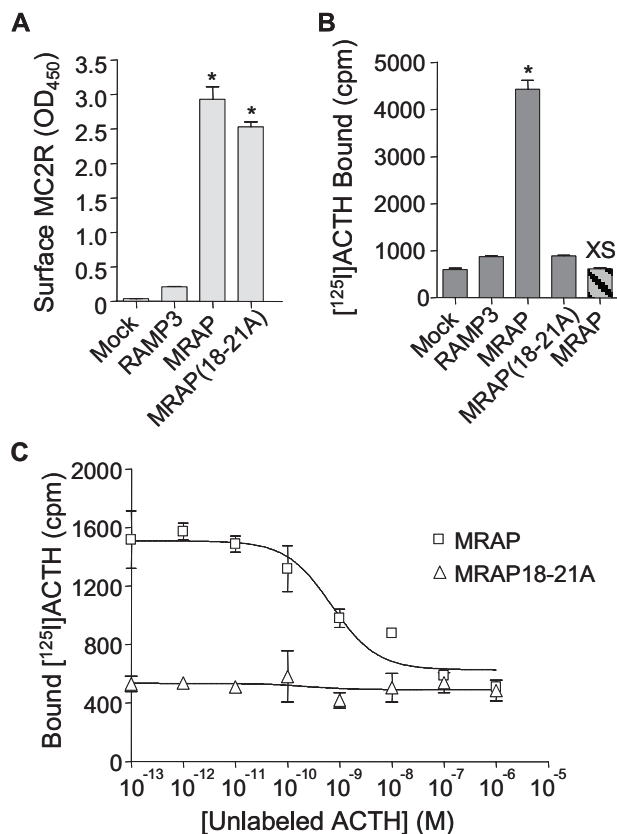 A
Surface MC2R (OD450)
3.5
3.0
2.5
2.0
1.5
1.0
0.5
0
*
*
Mock
RAMP3
MRAP
MRAP(18-21A)
B
[125I]ACTH Bound (cpm)
5000
4000
3000
2000
1000
0
*
XS
Mock
RAMP3
MRAP
MRAP(18-21A)
MRAP
C
Bound [125I]ACTH (cpm)
2000
1600
1200
800
400
0
MRAP
MRAP18-21A
10-13
10-12
10-11
10-10
10-9
10-8
10-7
10-6
10-5
[Unlabeled ACTH] (M)